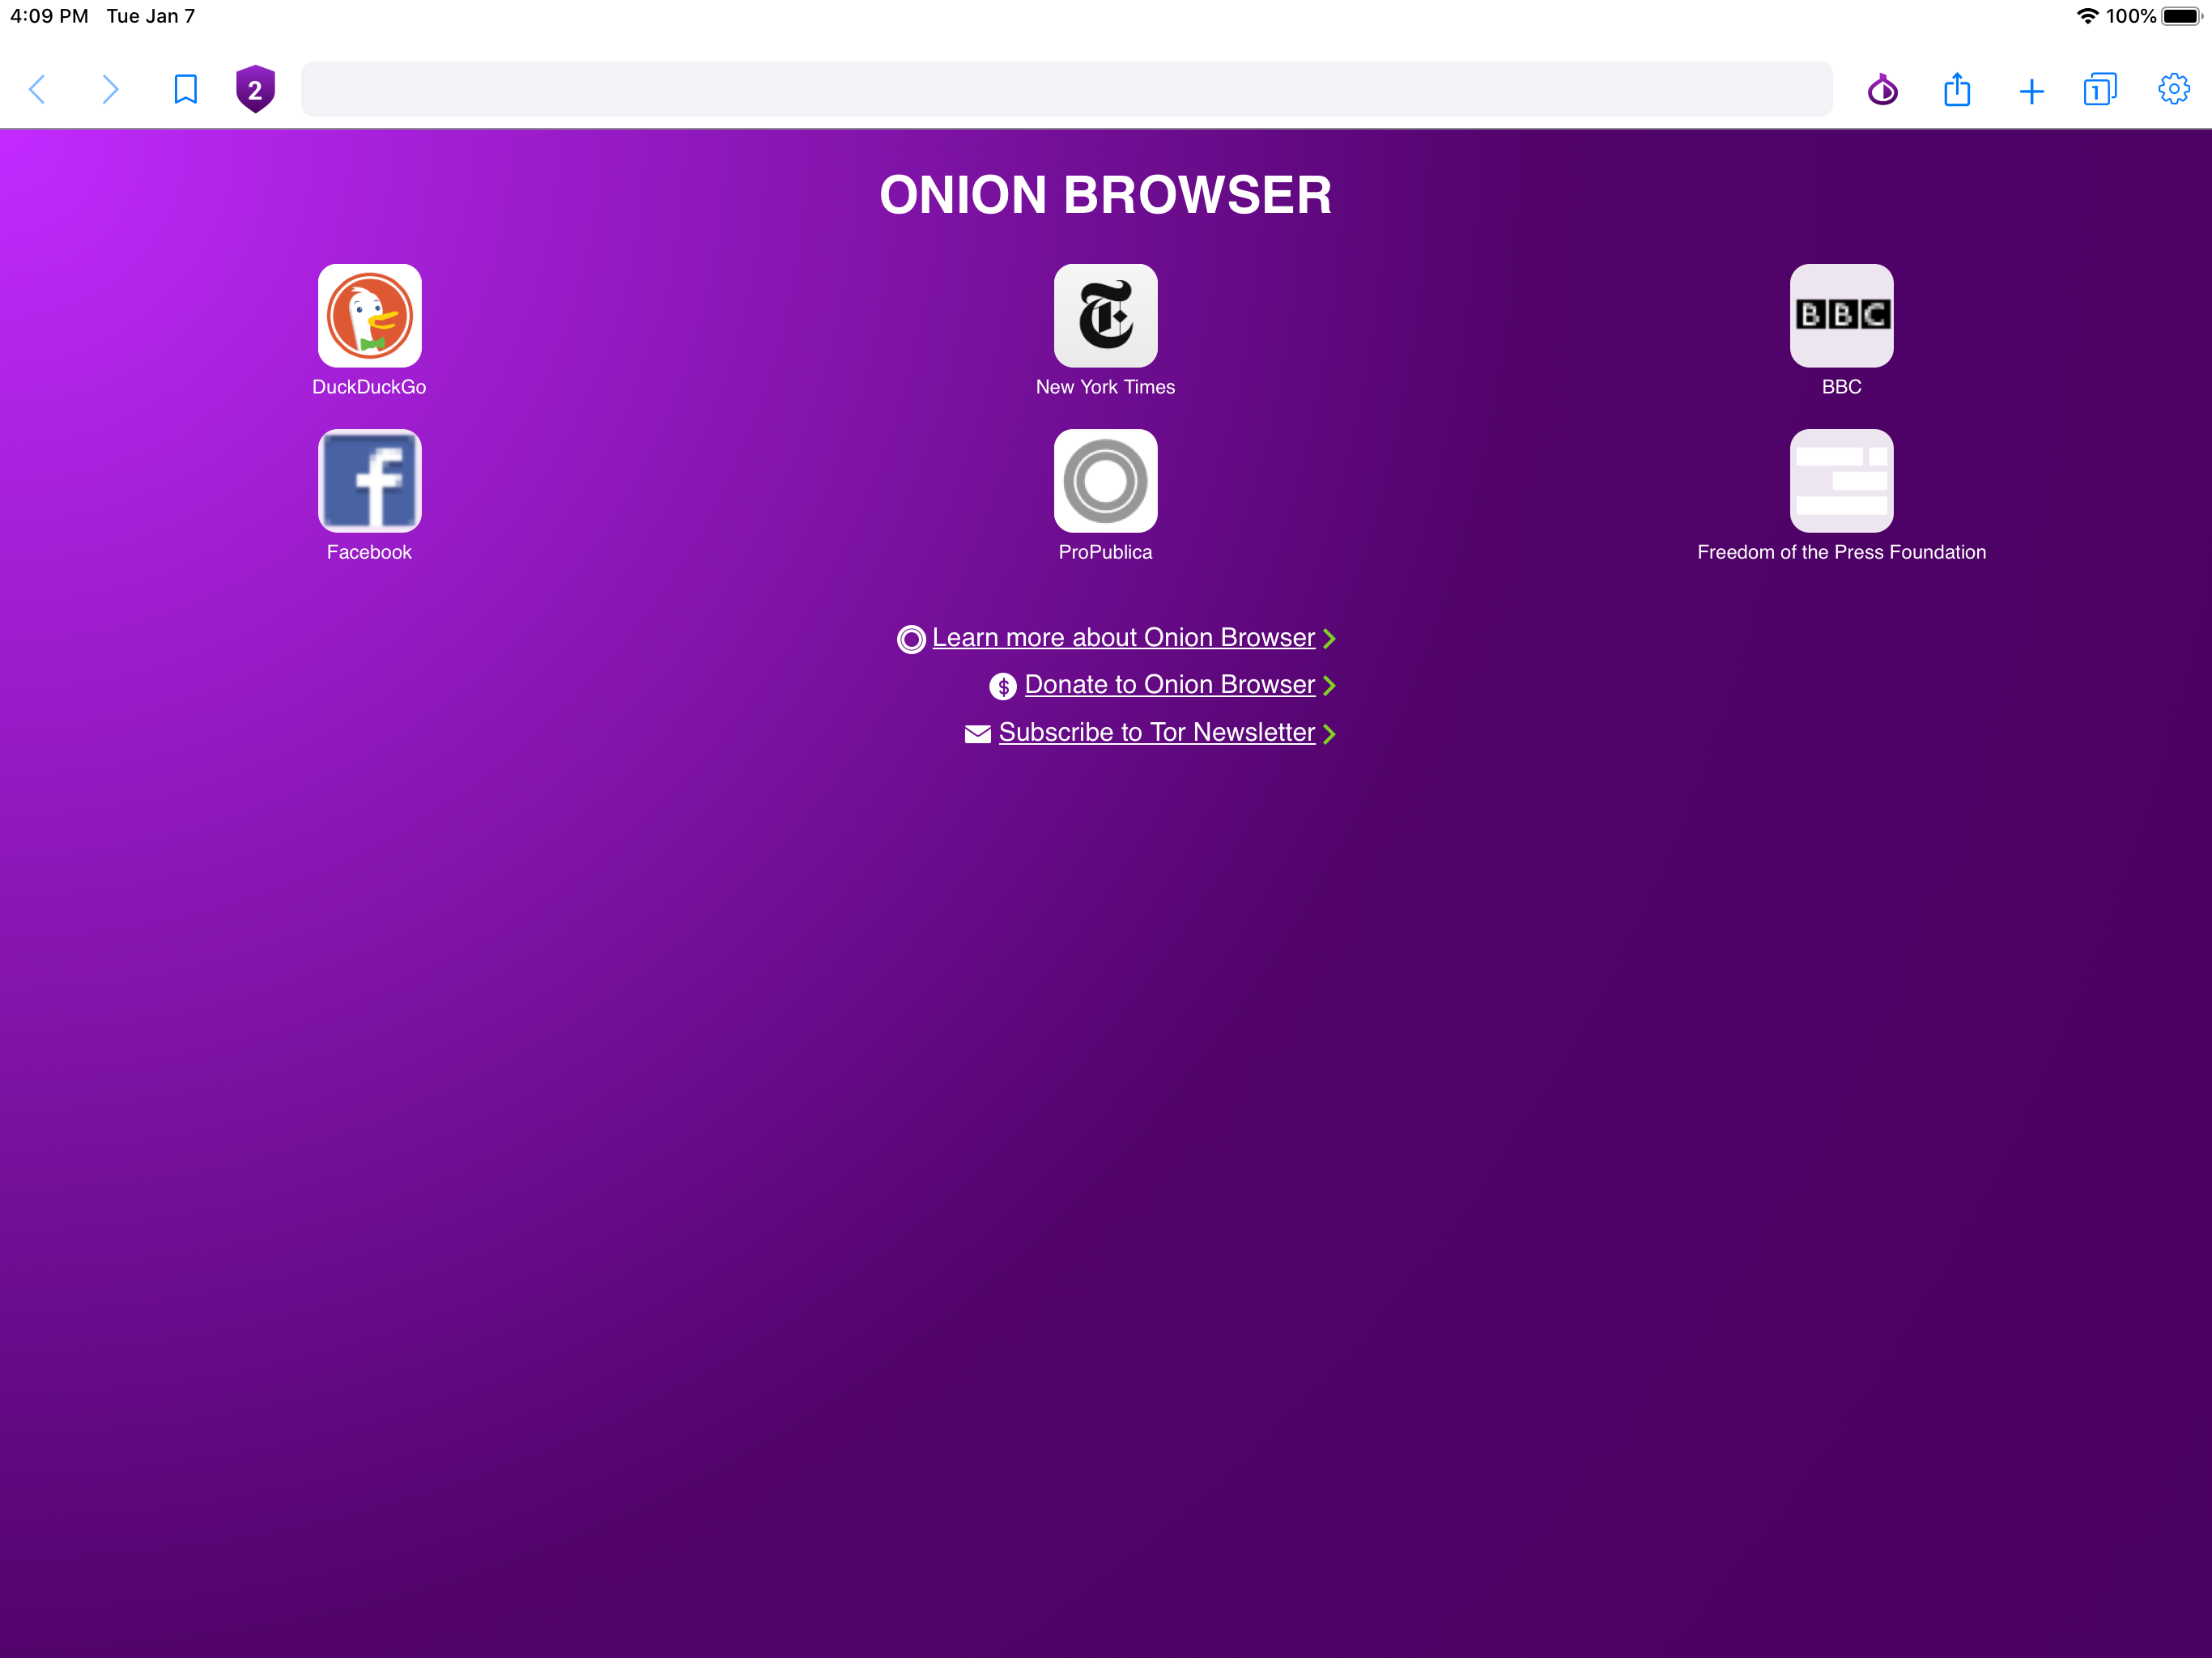 4:09 PM Tue Jan 7 100%
2 1
ONION BROWSER
DuckDuckGo New York Times BBC BBC
Facebook ProPublica Freedom of the Press Foundation
Learn more about Onion Browser
Donate to Onion Browser
Subscribe to Tor Newsletter